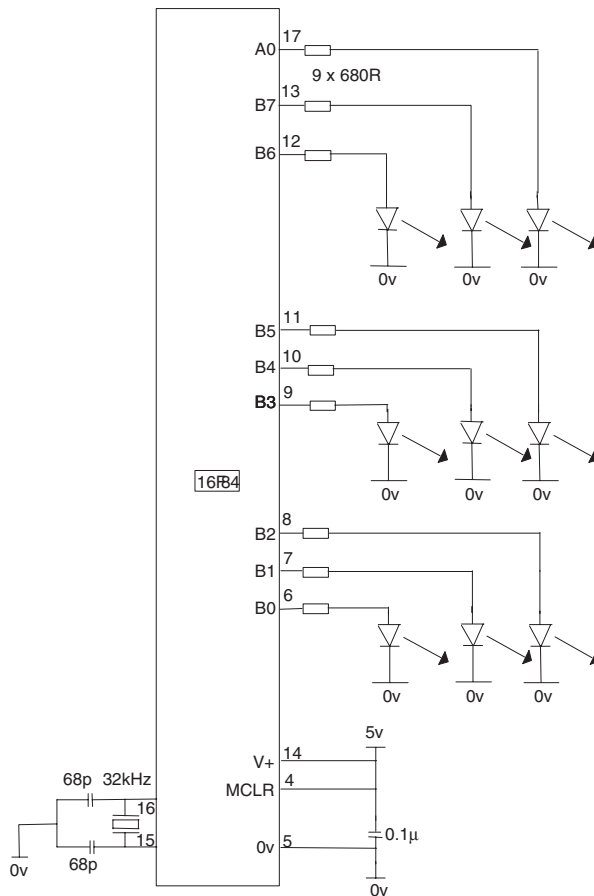 17
A0
9 x 680R
13
B7
12
B6
0v 0v 0v
11
B5
10
B4
9
B3
0v 0v 0v
16F84
8
B2
7
B1
6
B0
0v 0v 0v
5v
V+ 14
MCLR 4
68p 32kHz
16
15
0v 5
0.1µ
0v
68p
0v